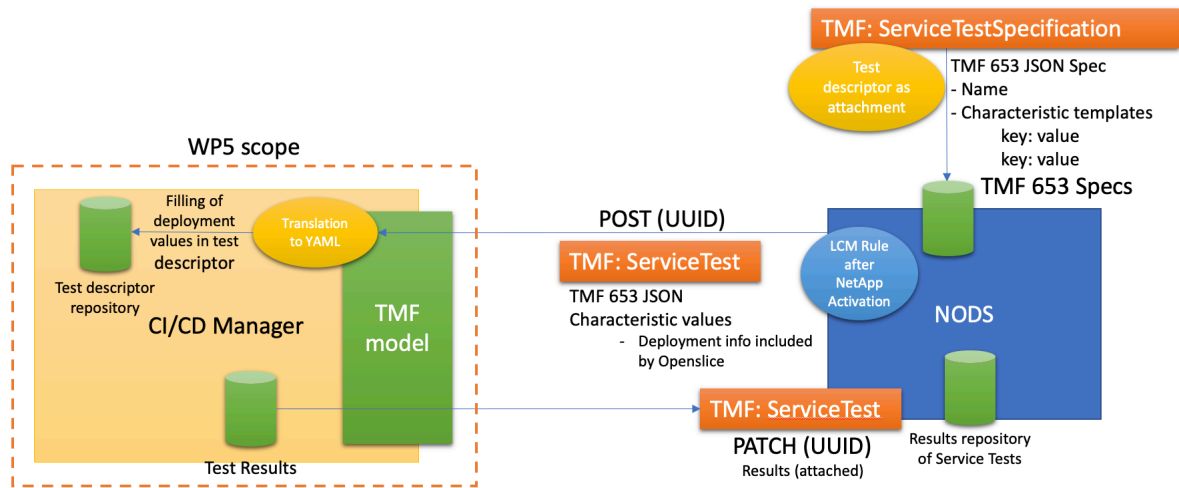 TMF: ServiceTestSpecification
Test
descriptor as
attachment
TMF 653 JSON Spec
- Name
- Characteristic templates
key: value
key: value
TMF 653 Specs
WP5 scope
Filling of
deployment
values in test
descriptor
Translation
to YAML
Test descriptor
repository
CI/CD Manager
TMF
model
Test Results
POST (UUID)
TMF: ServiceTest
TMF 653 JSON
Characteristic values
- Deployment info included
by Openslice
LCM Rule
after
NetApp
Activation
NODS
TMF: ServiceTest
PATCH (UUID)
Results (attached)
Results repository
of Service Tests